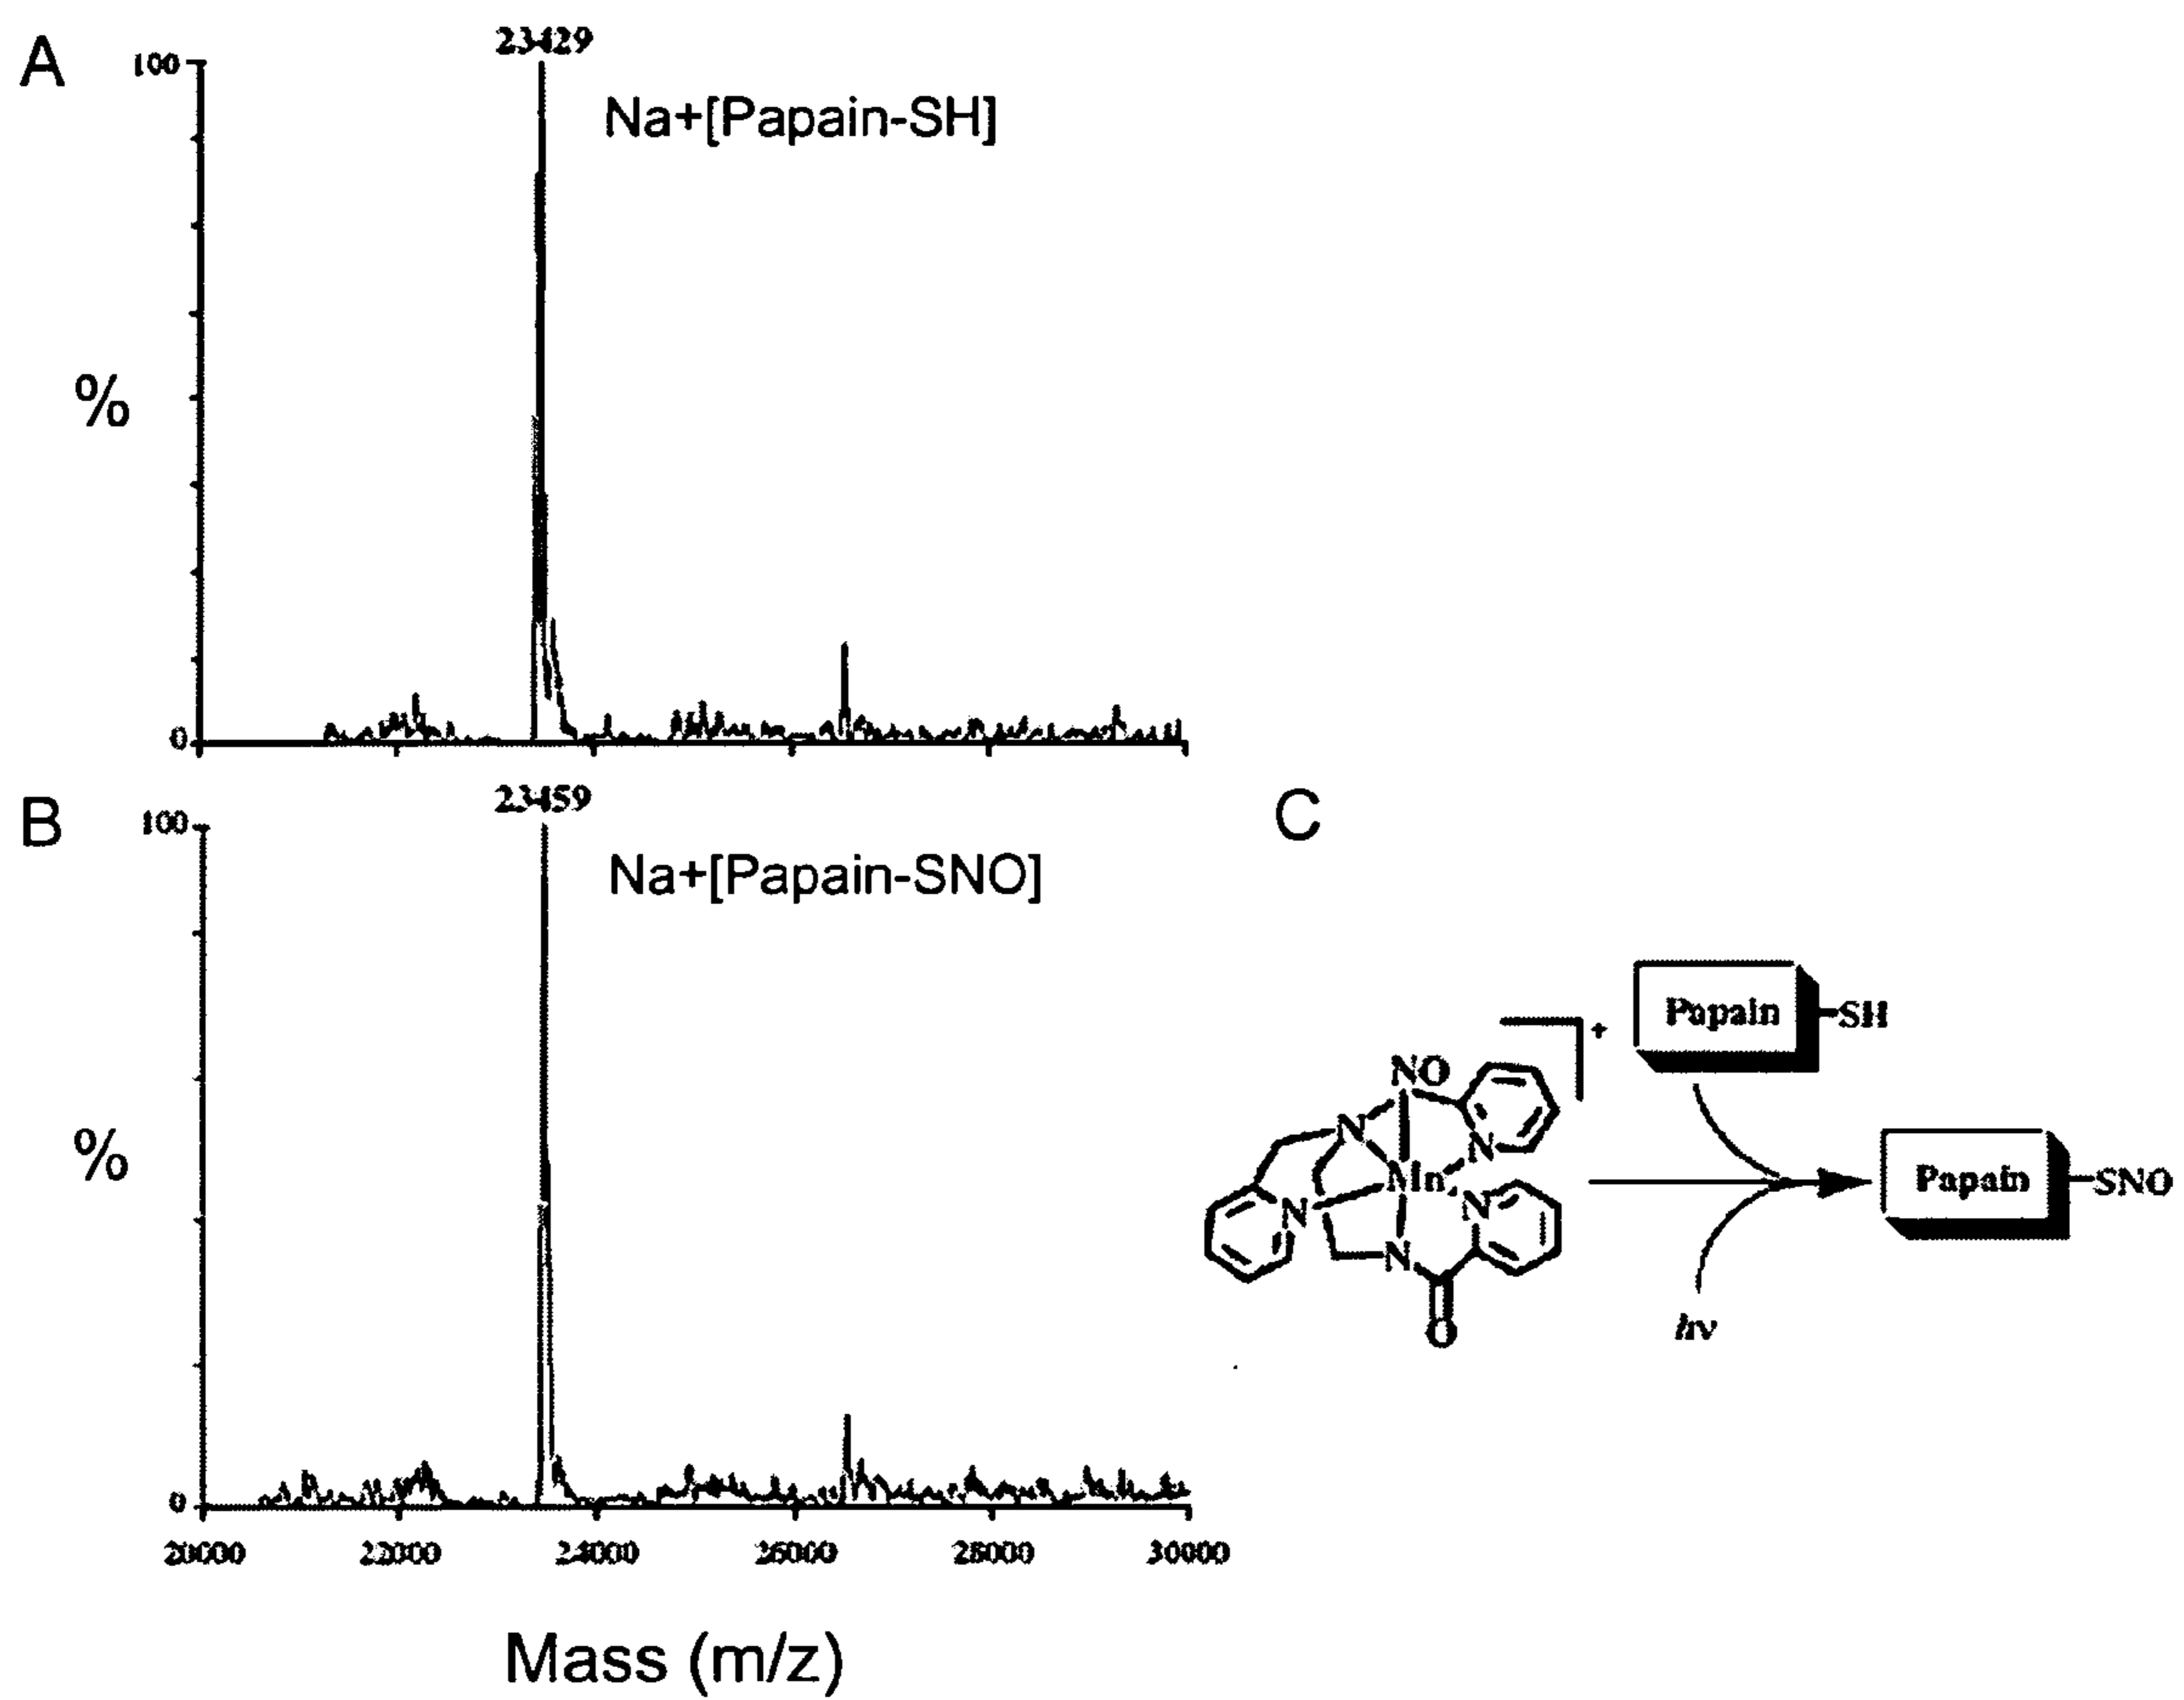 A
23429
100
Na+[Papain-SH]
%
0
B
23459
100
Na+[Papain-SNO]
%
0
20000 22000 24000 26000 28000 30000
Mass (m/z)
C
Papain -SH
+
NO
N
N
Mn
N
N
N
O
Papain -SNO
hν